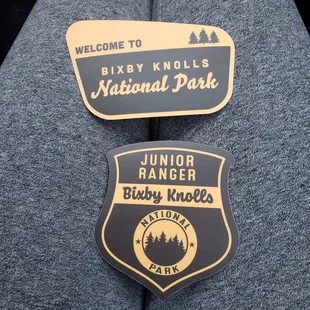 WELCOME TO
BIXBY KNOLLS
National Park
JUNIOR
RANGER
Bixby Knolls
NATIONAL
PARK